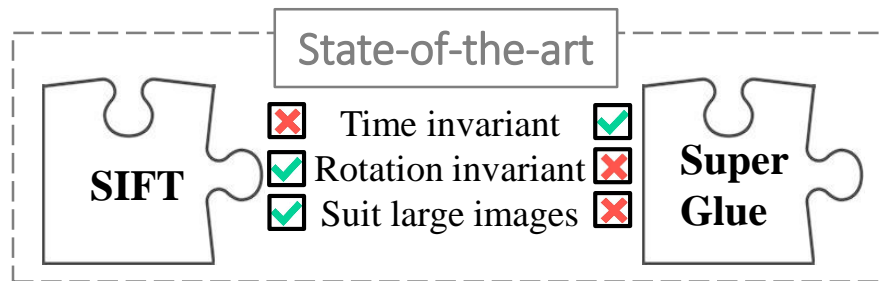 State-of-the-art
SIFT
Time invariant
Rotation invariant
Suit large images
Super
Glue